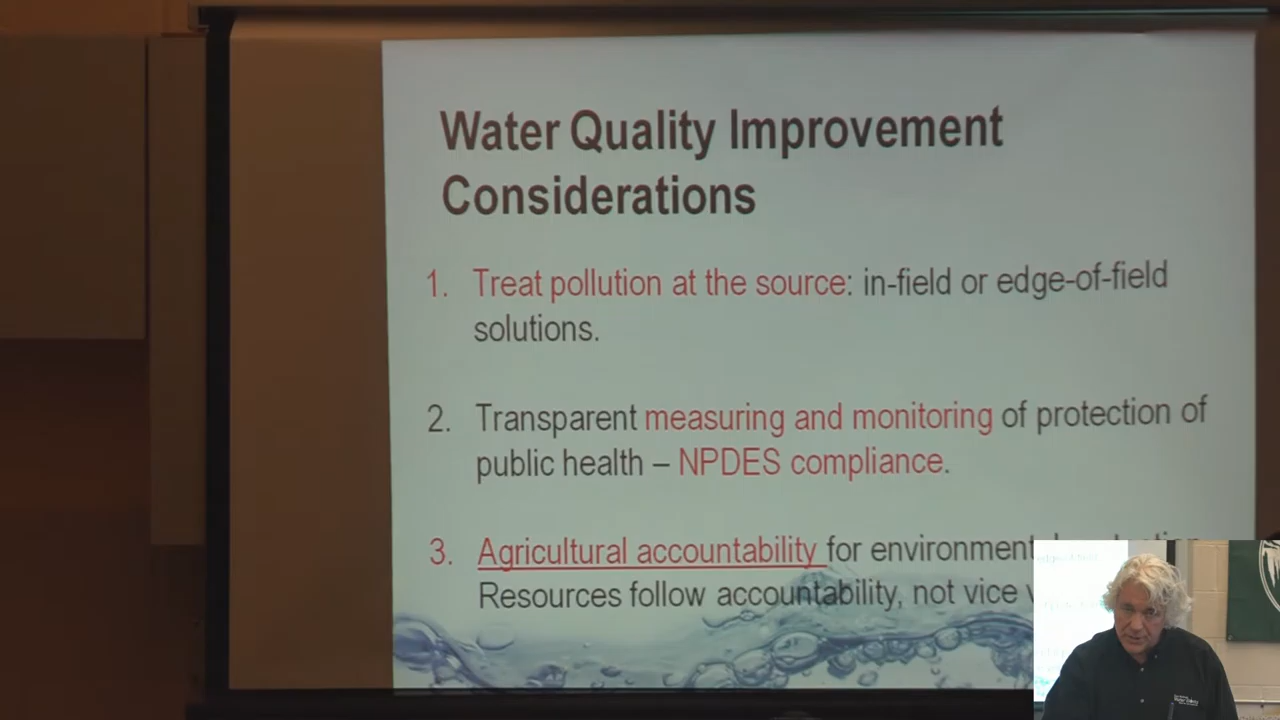 Water Quality Improvement
Considerations
1. Treat pollution at the source: in-field or edge-of-field
solutions.
2. Transparent measuring and monitoring of protection of
public health – NPDES compliance.
3. Agricultural accountability for
Resources follow accountability, not vice